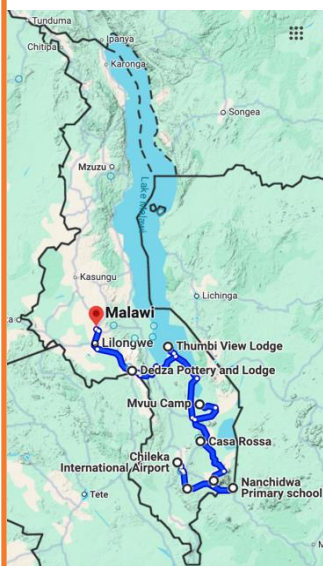 Tunduma
Ipanya
Chitipa
Karonga
Songea
Mzuzu
Lake Malawi
Kasungu
Lichinga
Malawi
Lilongwe
Thumbi View Lodge
Dedza Pottery and Lodge
Mvuu Camp
Casa Rossa
Chileka
International Airport
Nanchidwa
Primary school
Tete